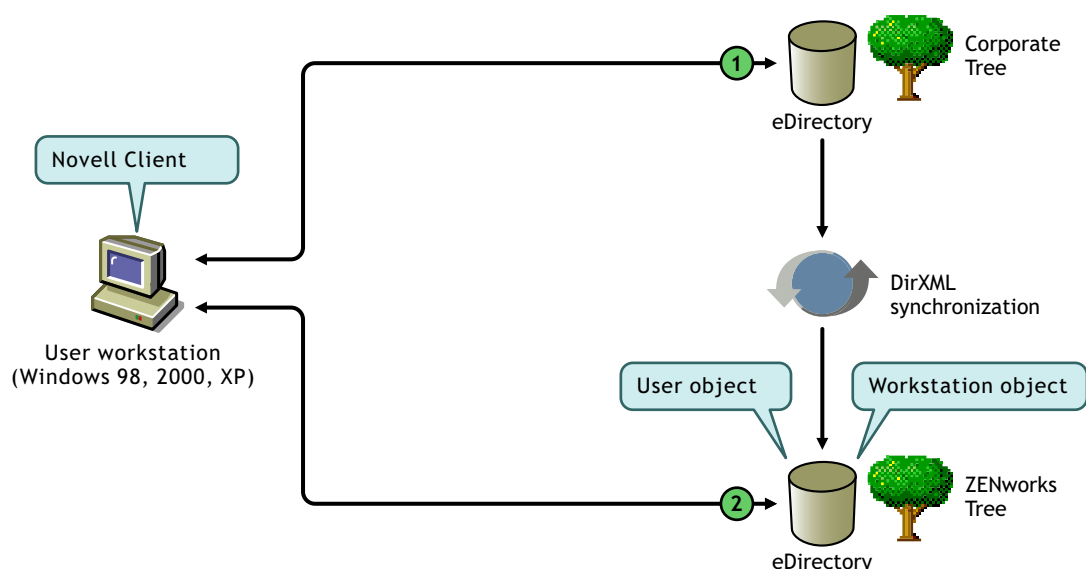 1
Corporate
Tree
eDirectory
Novell Client
DirXML
synchronization
User workstation
(Windows 98, 2000, XP)
User object
Workstation object
2
ZENworks
Tree
eDirectory